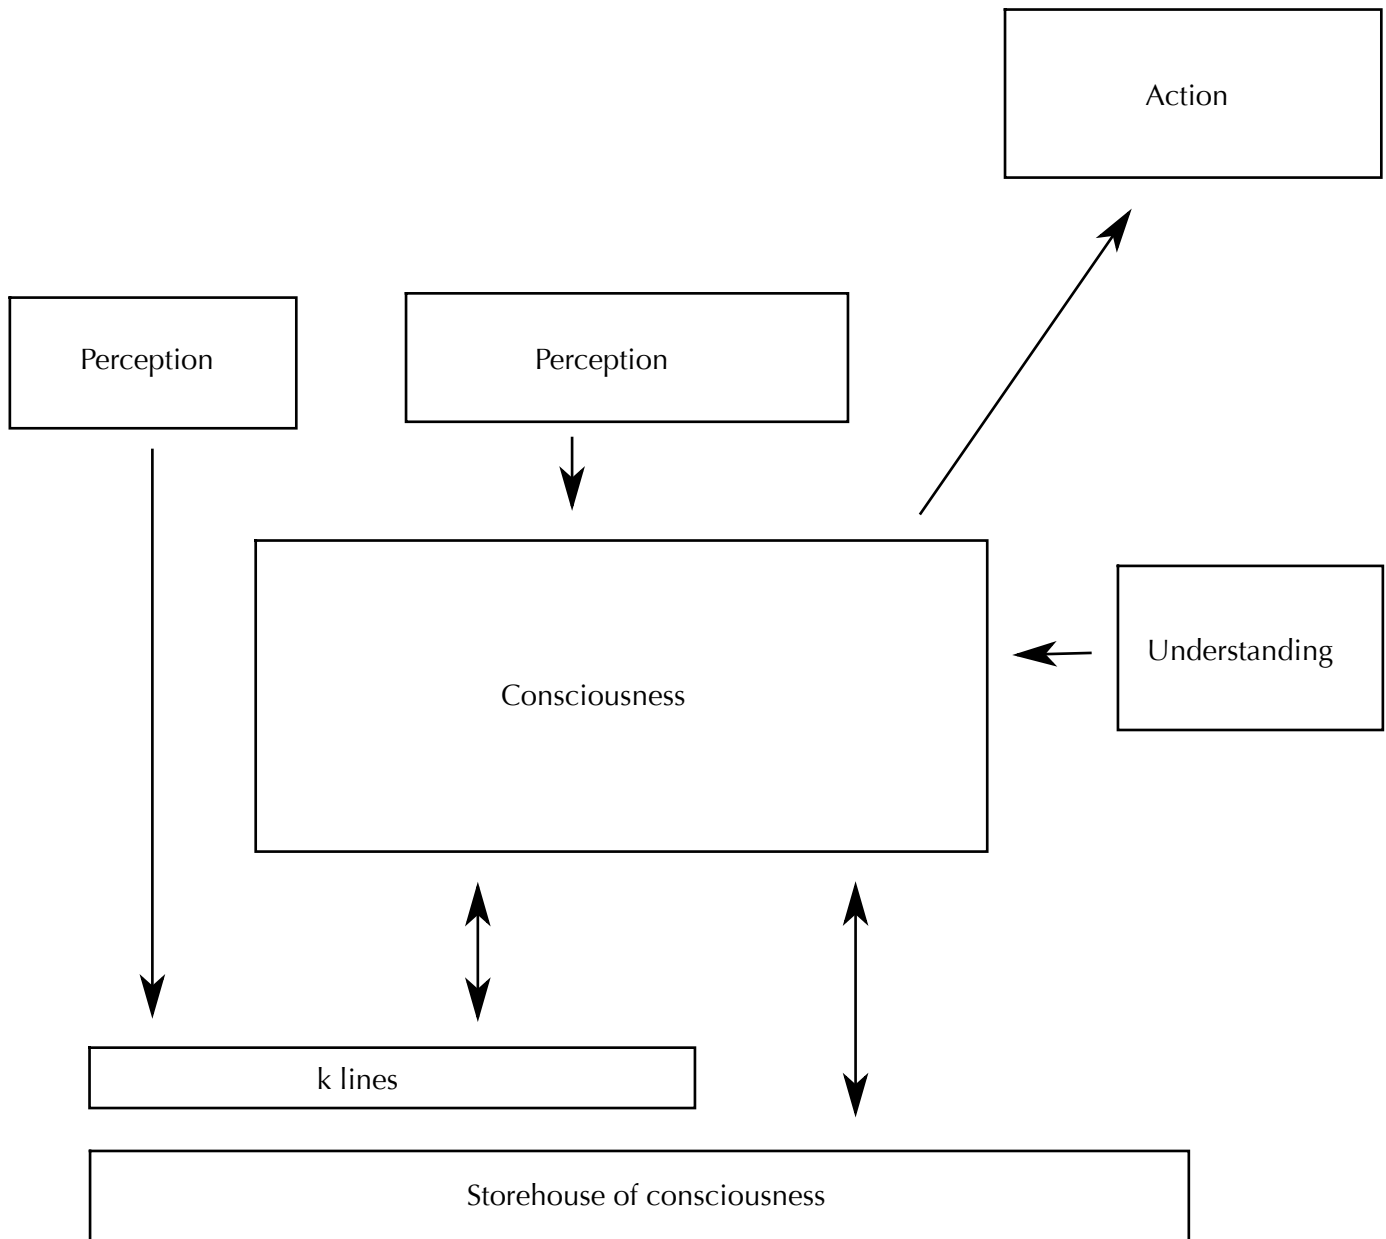 Action
Perception
Perception
Understanding
Consciousness
k lines
Storehouse of consciousness